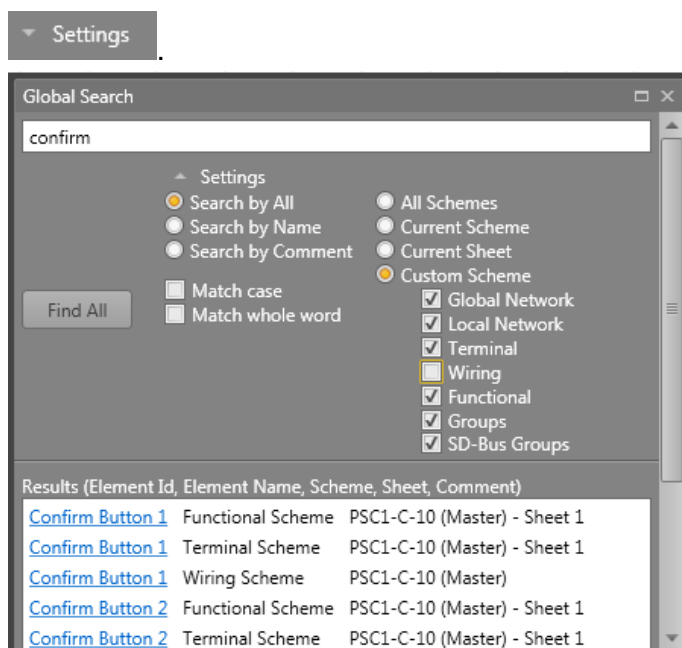 Settings
.
Global Search
confirm
Settings
Search by All All Schemes
Search by Name Current Scheme
Search by Comment Current Sheet
Custom Scheme
Match case Global Network
Find All Match whole word Local Network
Terminal
Wiring
Functional
Groups
SD-Bus Groups
Results (Element Id, Element Name, Scheme, Sheet, Comment)
Confirm Button 1 Functional Scheme PSC1-C-10 (Master) - Sheet 1
Confirm Button 1 Terminal Scheme PSC1-C-10 (Master) - Sheet 1
Confirm Button 1 Wiring Scheme PSC1-C-10 (Master)
Confirm Button 2 Functional Scheme PSC1-C-10 (Master) - Sheet 1
Confirm Button 2 Terminal Scheme PSC1-C-10 (Master) - Sheet 1